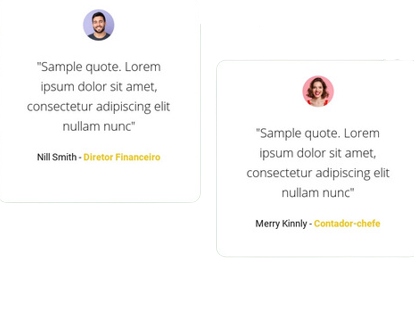 "Sample quote. Lorem
ipsum dolor sit amet,
consectetur adipiscing elit
nullam nunc"
Nill Smith - Diretor Financeiro
"Sample quote. Lorem
ipsum dolor sit amet,
consectetur adipiscing elit
nullam nunc"
Merry Kinnly - Contador-chefe